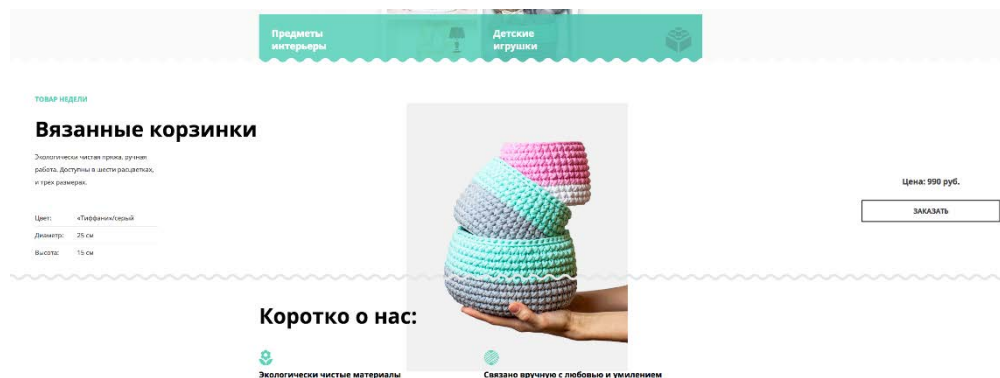 Предметы
интерьеры
Детские
игрушки
ТОВАР НЕДЕЛИ
Вязанные корзинки
Экологически чистая пряжа, ручная
работа. Доступны в шести расцветках,
и трех размерах.
Цвет: «Тиффани»/серый
Диаметр: 25 см
Высота: 15 см
Цена: 990 руб.
ЗАКАЗАТЬ
Коротко о нас:
Экологически чистые материалы
Связано вручную с любовью и умилением